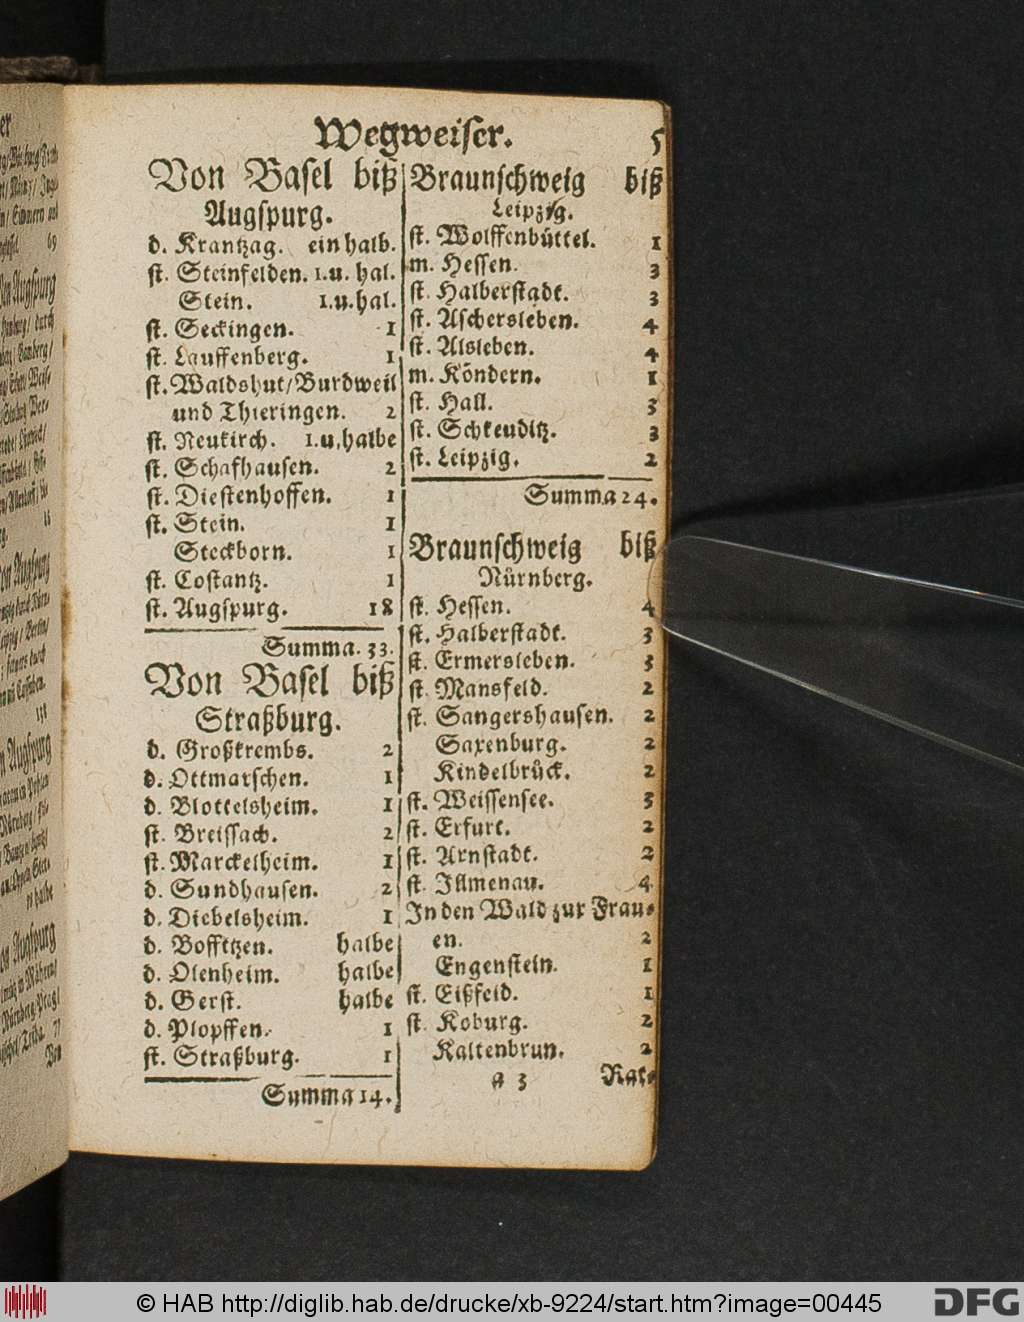 Wegweiser. 5
Von Basel biß
Augspurg.
d. Krantzag. ein halb.
st. Steinfelden. 1.u. hal.
Stein. 1.u.hal.
st. Seckingen. 1
st. Lauffenberg. 1
st. Waldshut/Burdweil
und Thieringen. 2
st. Neukirch. 1.u.halbe
st. Schafhausen. 2
st. Diestenhoffen. 1
st. Stein. 1
Steckborn. 1
st. Costantz. 1
st. Augspurg. 18
Summa. 33.
Von Basel biß
Straßburg.
d. Großkrembs. 2
d. Ottmarschen. 1
d. Blottelsheim. 1
st. Breissach. 2
st. Marckelheim. 1
d. Sundhausen. 2
d. Diebelsheim. 1
d. Boffetzen. halbe
d. Olenheim. halbe
d. Gerst. halbe
d. Plopffen. 1
st. Straßburg. 1
Summa 14.
Braunschweig biß
Leipzig.
st. Wolffenbüttel. 1
m. Hessen. 3
st. Halberstadt. 3
st. Aschersleben. 4
st. Alsleben. 4
m. Köndern. 1
st. Hall. 3
st. Schkeuditz. 3
st. Leipzig. 2
Summa 24.
Braunschweig biß
Nürnberg.
st. Hessen. 4
st. Halberstadt. 3
st. Ermersleben. 3
st. Mansfeld. 2
st. Sangershausen. 2
Saxenburg. 2
Kindelbrück. 2
st. Weissensee. 3
st. Erfurt. 2
st. Arnstadt. 2
st. Illmenau. 4
In den Wald zur Frau-
en. 2
Engenstein. 1
st. Eißfeld. 1
st. Koburg. 2
Kaltenbrun. 2
a 3 Rat-
© HAB http://diglib.hab.de/drucke/xb-9224/start.htm?image=00445
DFG